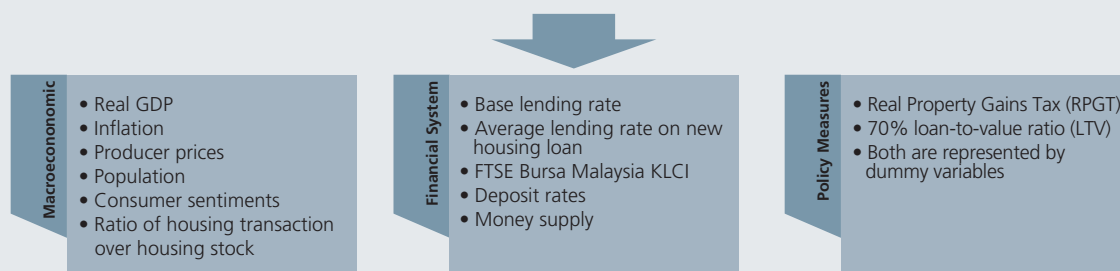 Macroecononomic
• Real GDP
• Inflation
• Producer prices
• Population
• Consumer sentiments
• Ratio of housing transaction
over housing stock
Financial System
• Base lending rate
• Average lending rate on new
housing loan
• FTSE Bursa Malaysia KLCI
• Deposit rates
• Money supply
Policy Measures
• Real Property Gains Tax (RPGT)
• 70% loan-to-value ratio (LTV)
• Both are represented by
dummy variables